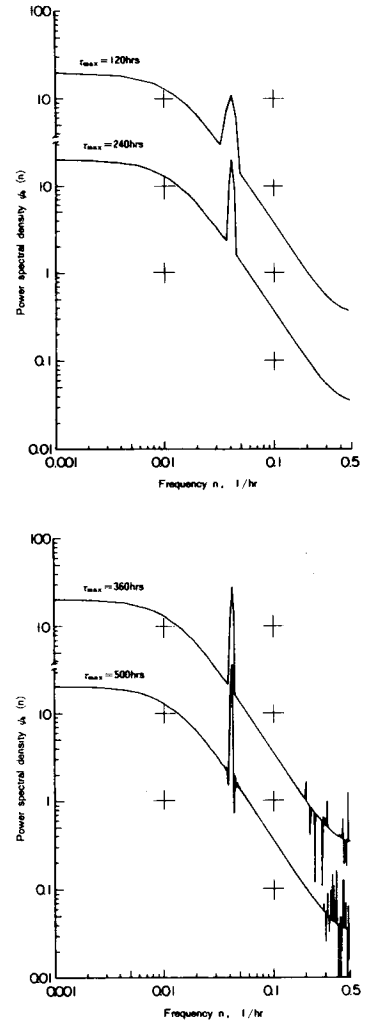 100
τmax=120hrs
10
τmax=240hrs
10
1
0.1
0.01
0.001 0.01 0.1 0.5
Power spectral density (n)
Frequency n, 1/hr
100
τmax=360hrs
10
τmax=500hrs
10
1
0.1
0.01
0.001 0.01 0.1 0.5
Power spectral density (n)
Frequency n, 1/hr